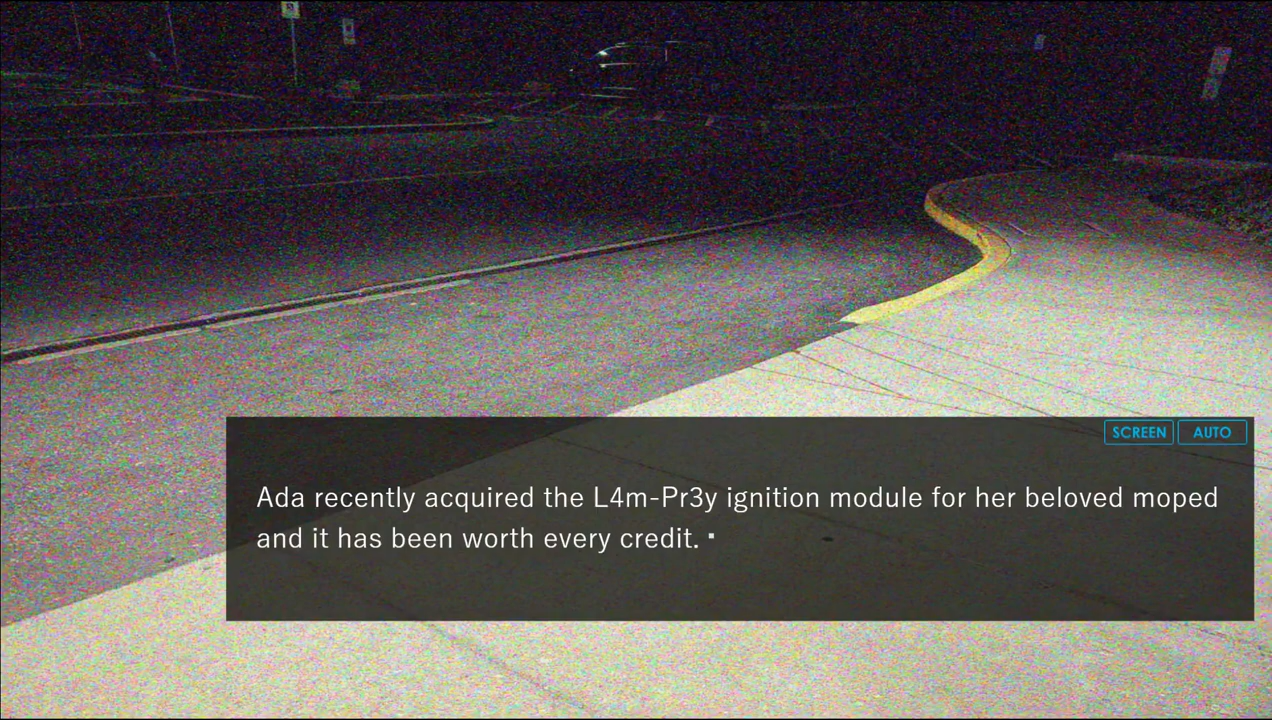 SCREEN AUTO
Ada recently acquired the L4m-Pr3y ignition module for her beloved moped
and it has been worth every credit.